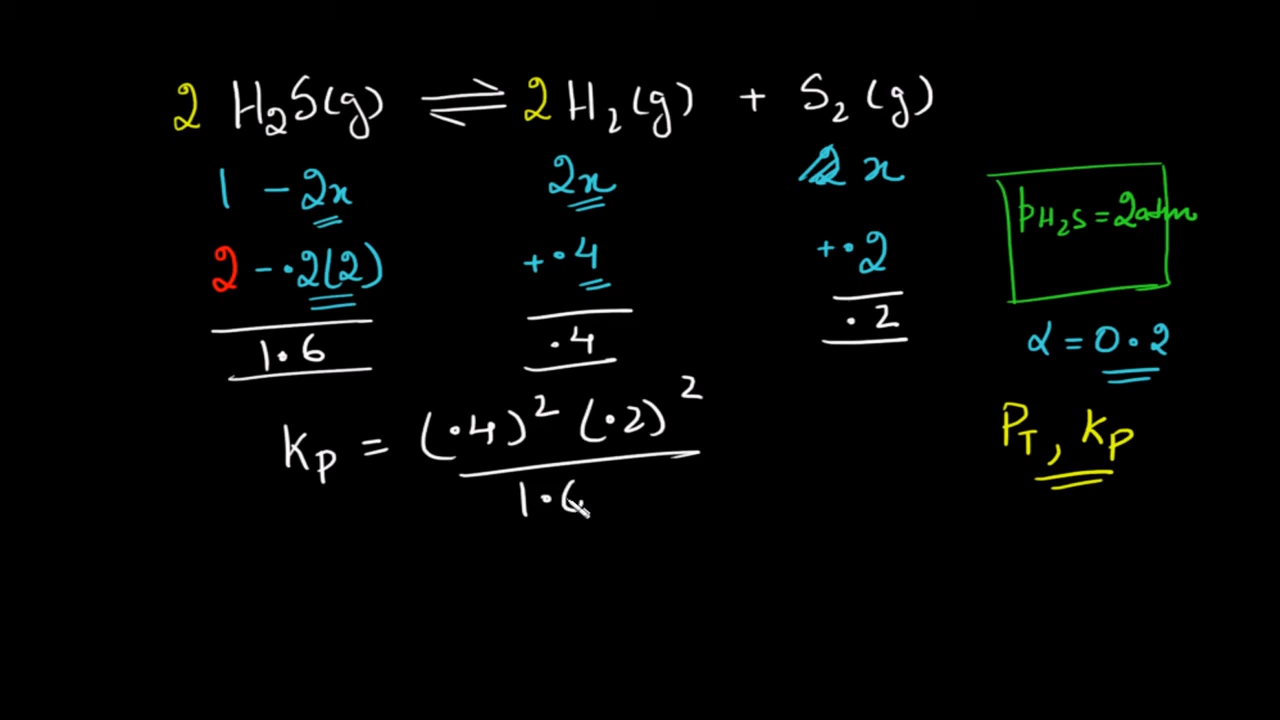 2 H₂S(g) ⇌ 2 H₂(g) + S₂(g)
1 - 2x 2x x
pH₂S = 2atm
2 - .2(2) + .4 + .2
1.6 .4 .2
α = 0.2
Kp = (.4)² (.2)²
1.6
P_T, Kp